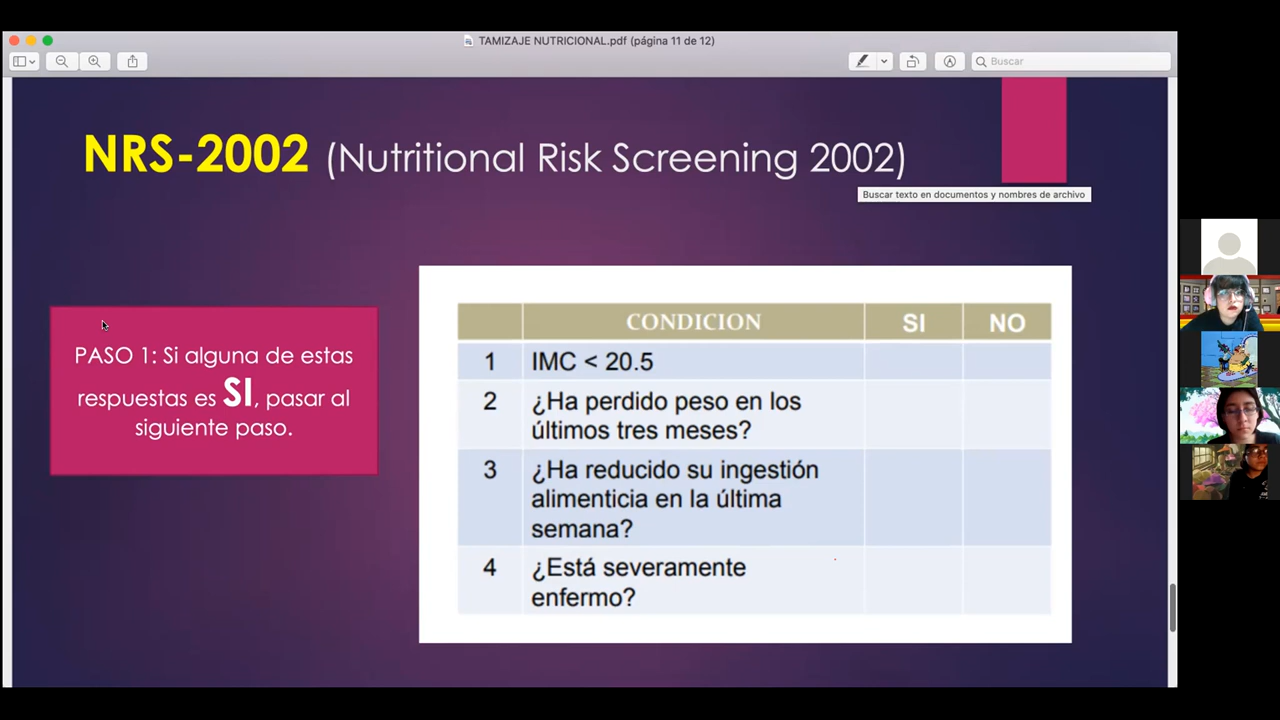 TAMIZAJE NUTRICIONAL.pdf (página 11 de 12)
Buscar
NRS-2002 (Nutritional Risk Screening 2002)
Buscar texto en documentos y nombres de archivo
PASO 1: Si alguna de estas
respuestas es SI, pasar al
siguiente paso.
CONDICION SI NO
1 IMC < 20.5
2 ¿Ha perdido peso en los
últimos tres meses?
3 ¿Ha reducido su ingestión
alimenticia en la última
semana?
4 ¿Está severamente
enfermo?